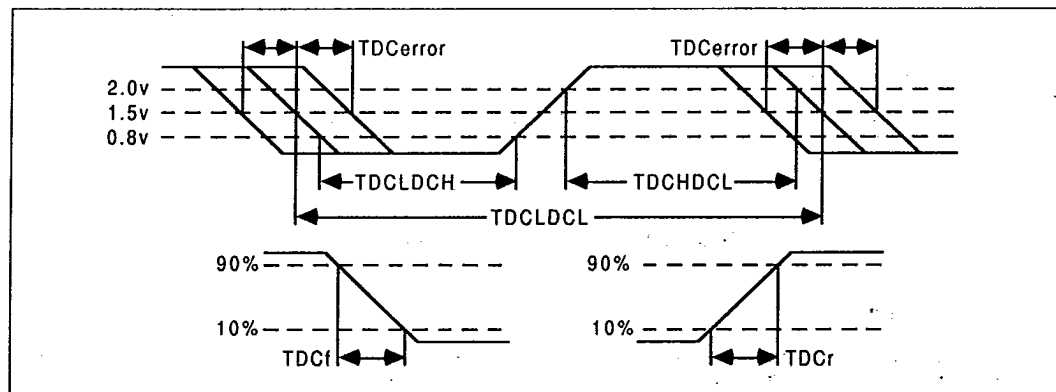 TDCerror TDCerror
2.0v
1.5v
0.8v
TDCLDCH TDCHDCL
TDCLDCL
90% 90%
10% 10%
TDCf TDCr